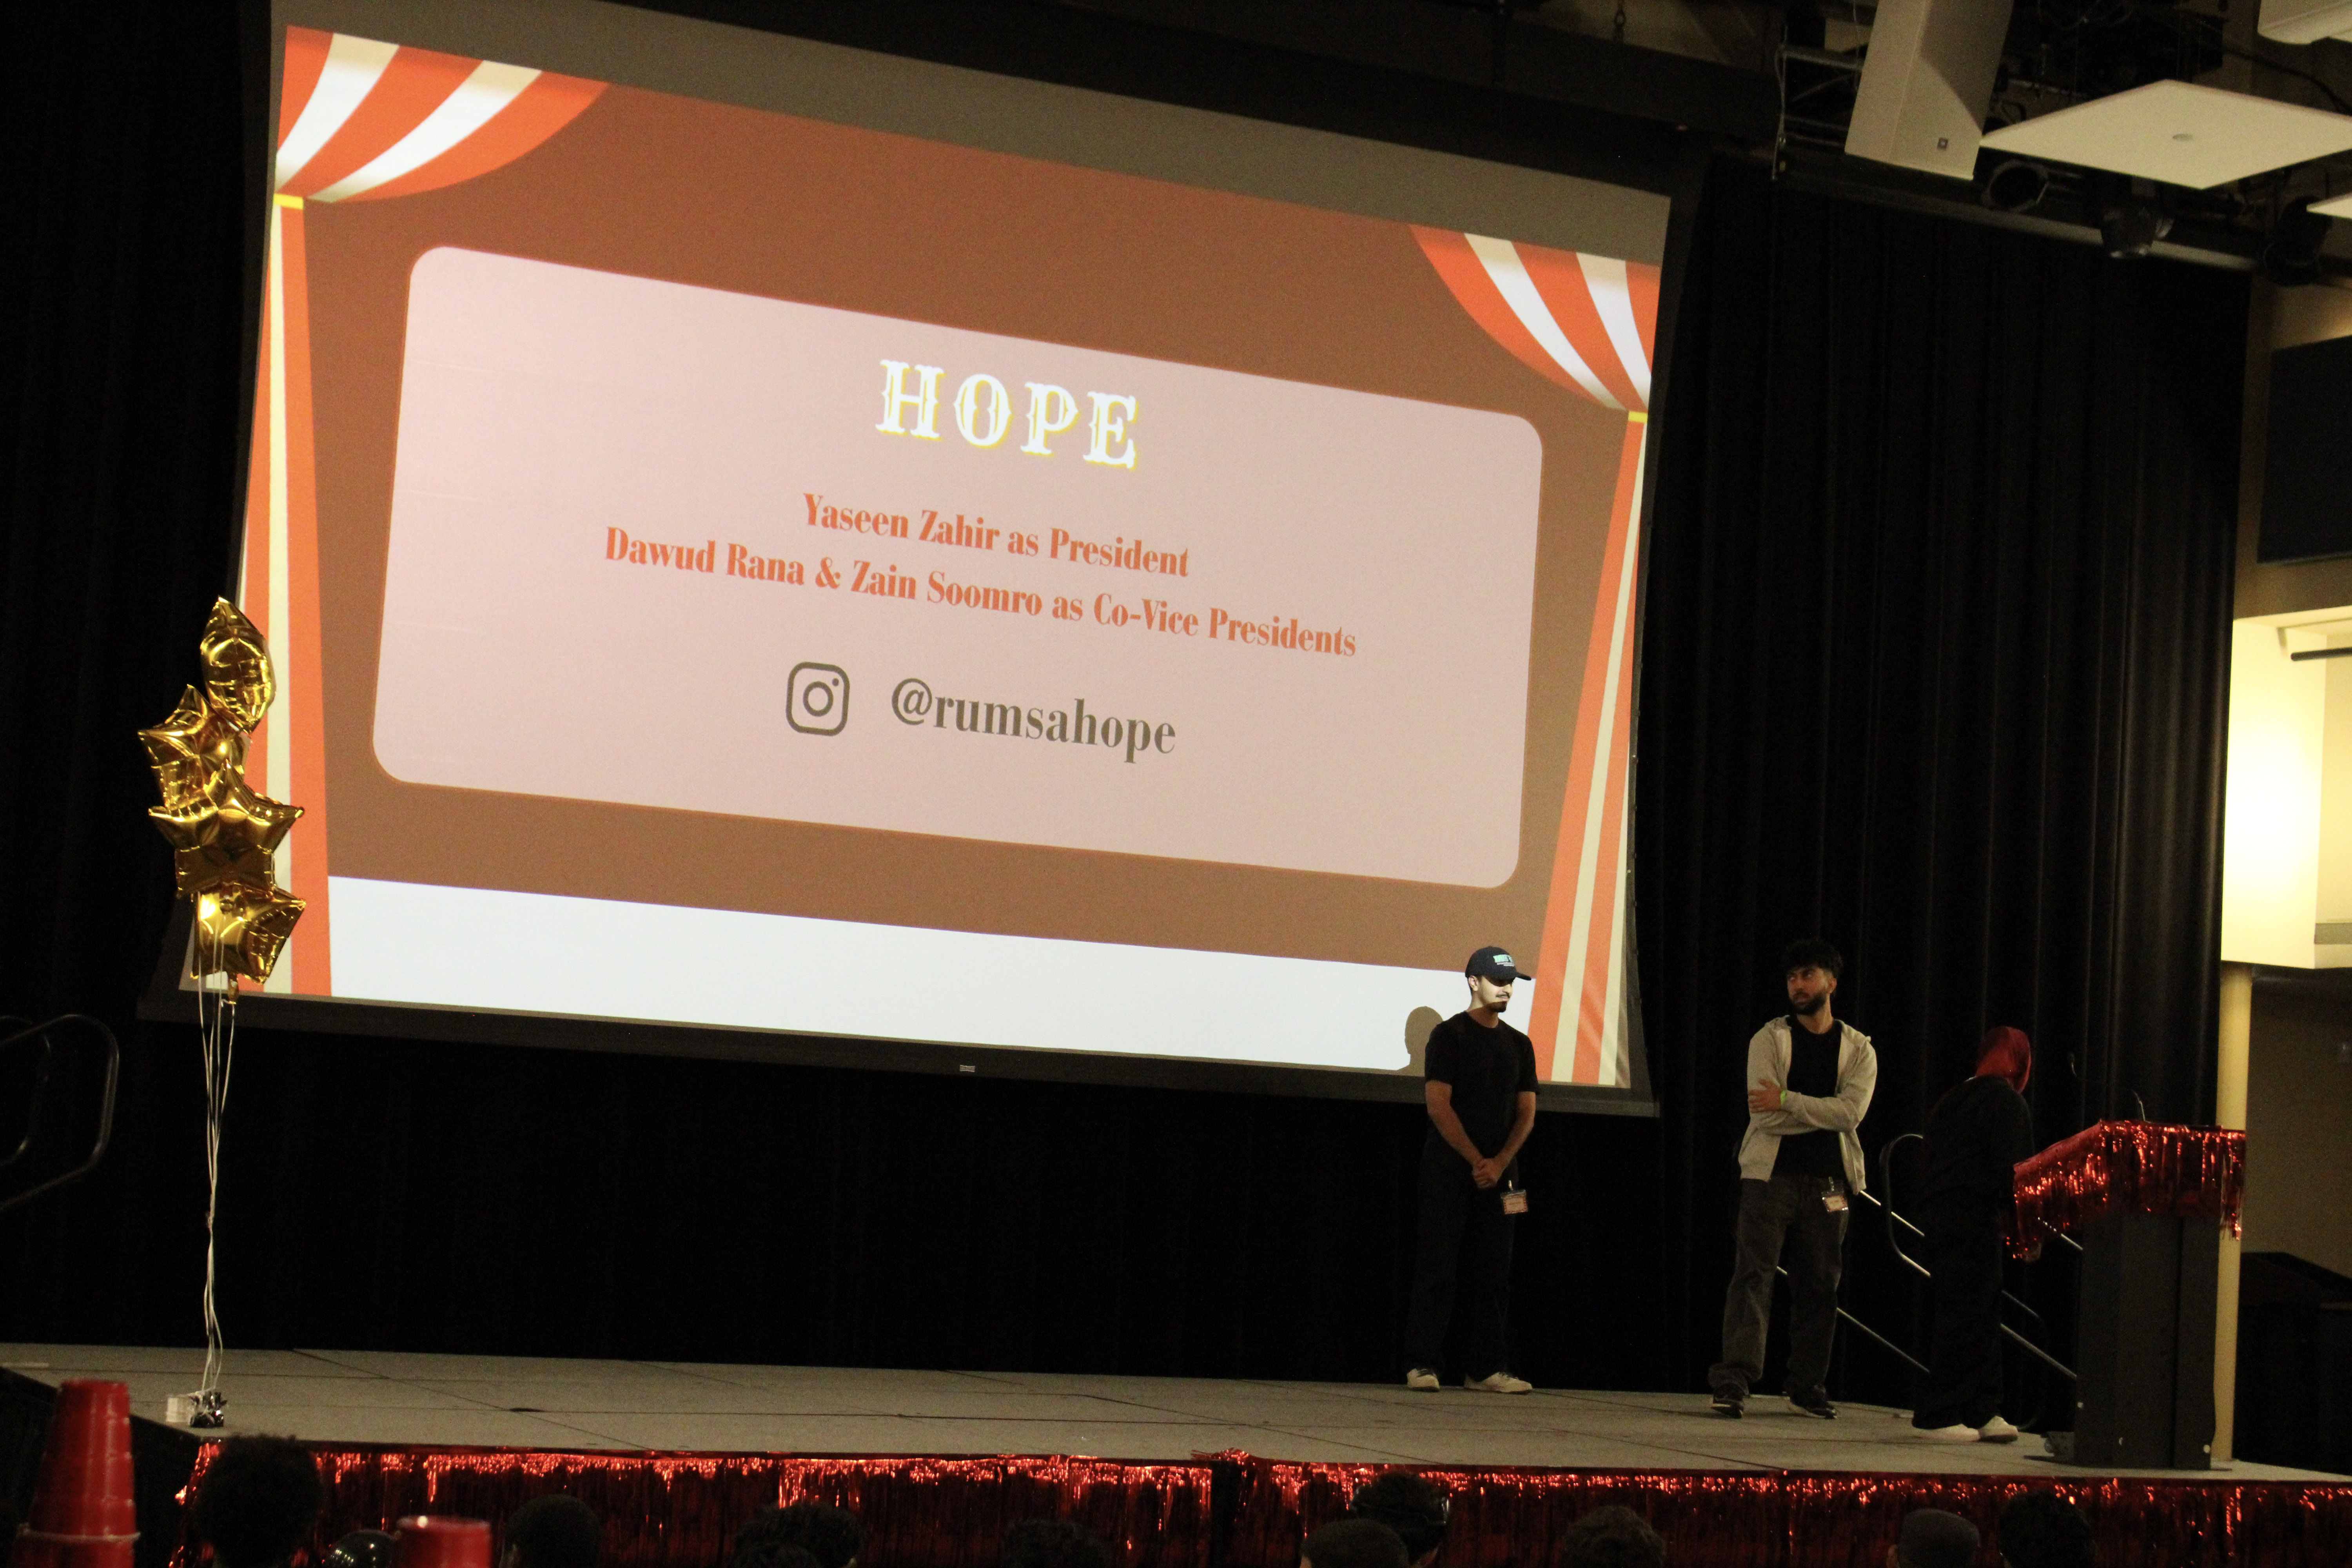 HOPE
Yaseen Zahir as President
Dawud Rana & Zain Soomro as Co-Vice Presidents
@rumsahope